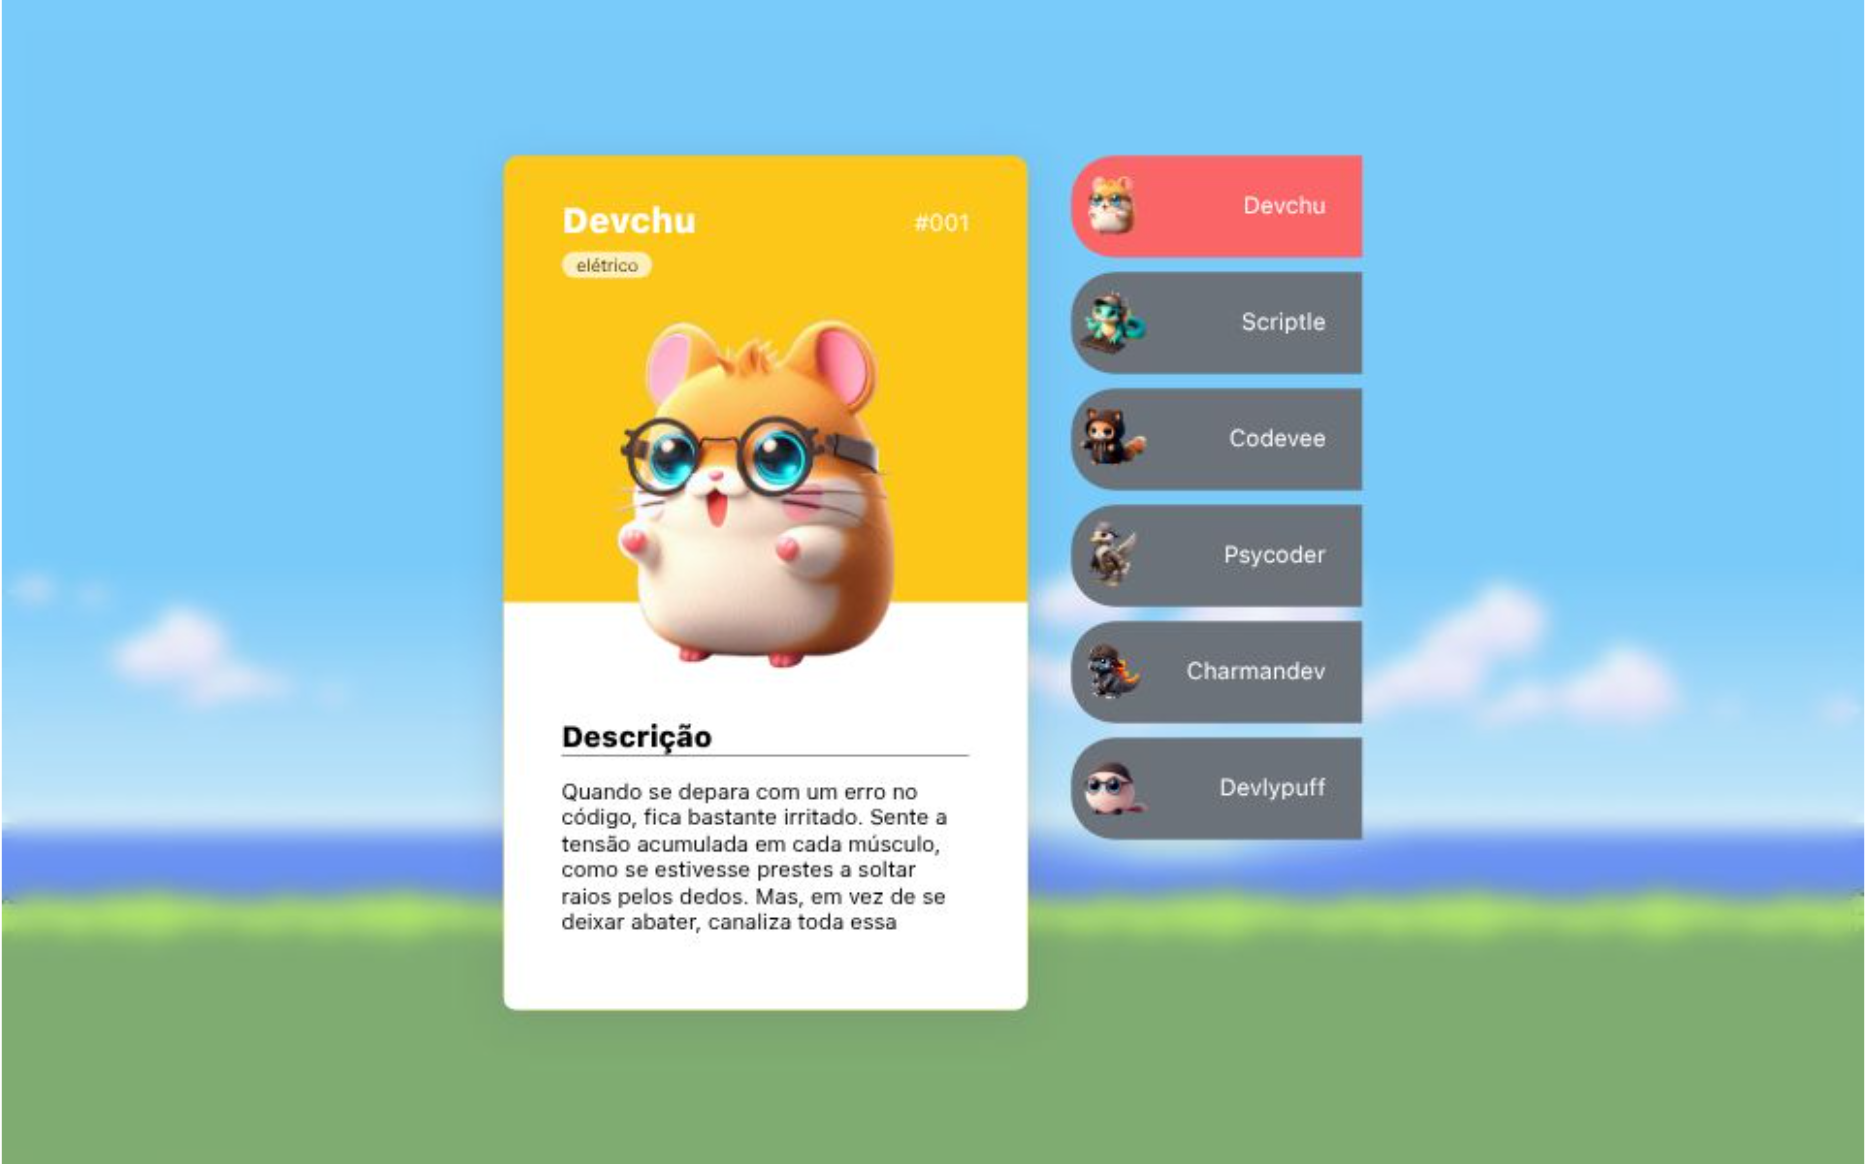 Devchu
#001
elétrico
Descrição
Quando se depara com um erro no
código, fica bastante irritado. Sente a
tensão acumulada em cada músculo,
como se estivesse prestes a soltar
raios pelos dedos. Mas, em vez de se
deixar abater, canaliza toda essa
Devchu
Scriptle
Codevee
Psycoder
Charmandev
Devlypuff